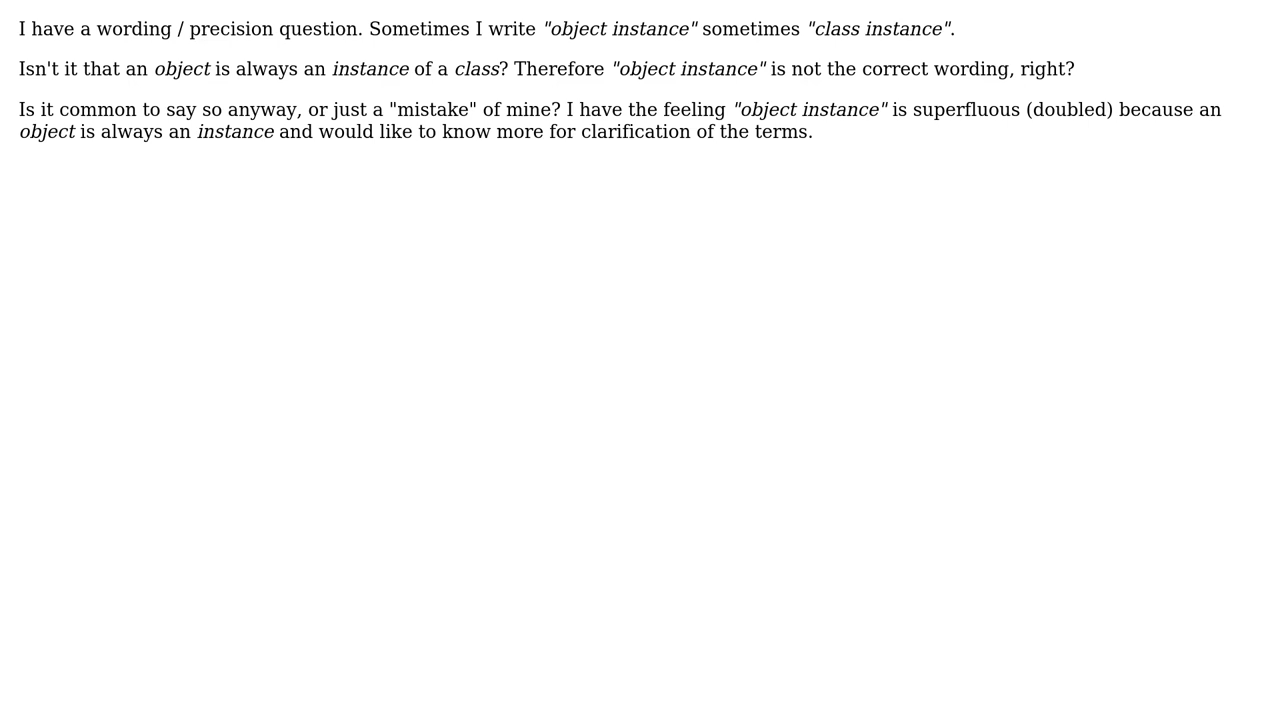 I have a wording / precision question. Sometimes I write "object instance" sometimes "class instance".
Isn't it that an object is always an instance of a class? Therefore "object instance" is not the correct wording, right?
Is it common to say so anyway, or just a "mistake" of mine? I have the feeling "object instance" is superfluous (doubled) because an
object is always an instance and would like to know more for clarification of the terms.